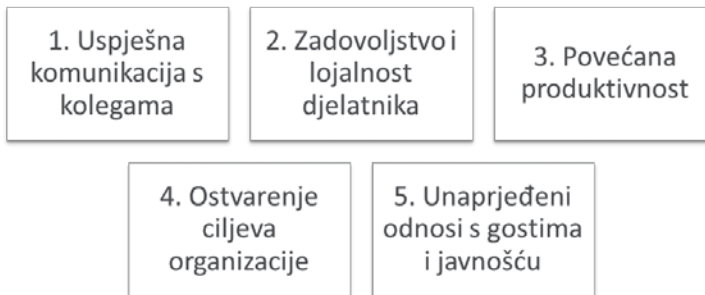 1. Uspješna
komunikacija s
kolegama
2. Zadovoljstvo i
lojalnost
djelatnika
3. Povećana
produktivnost
4. Ostvarenje
ciljeva
organizacije
5. Unaprjeđeni
odnosi s gostima
i javnošću